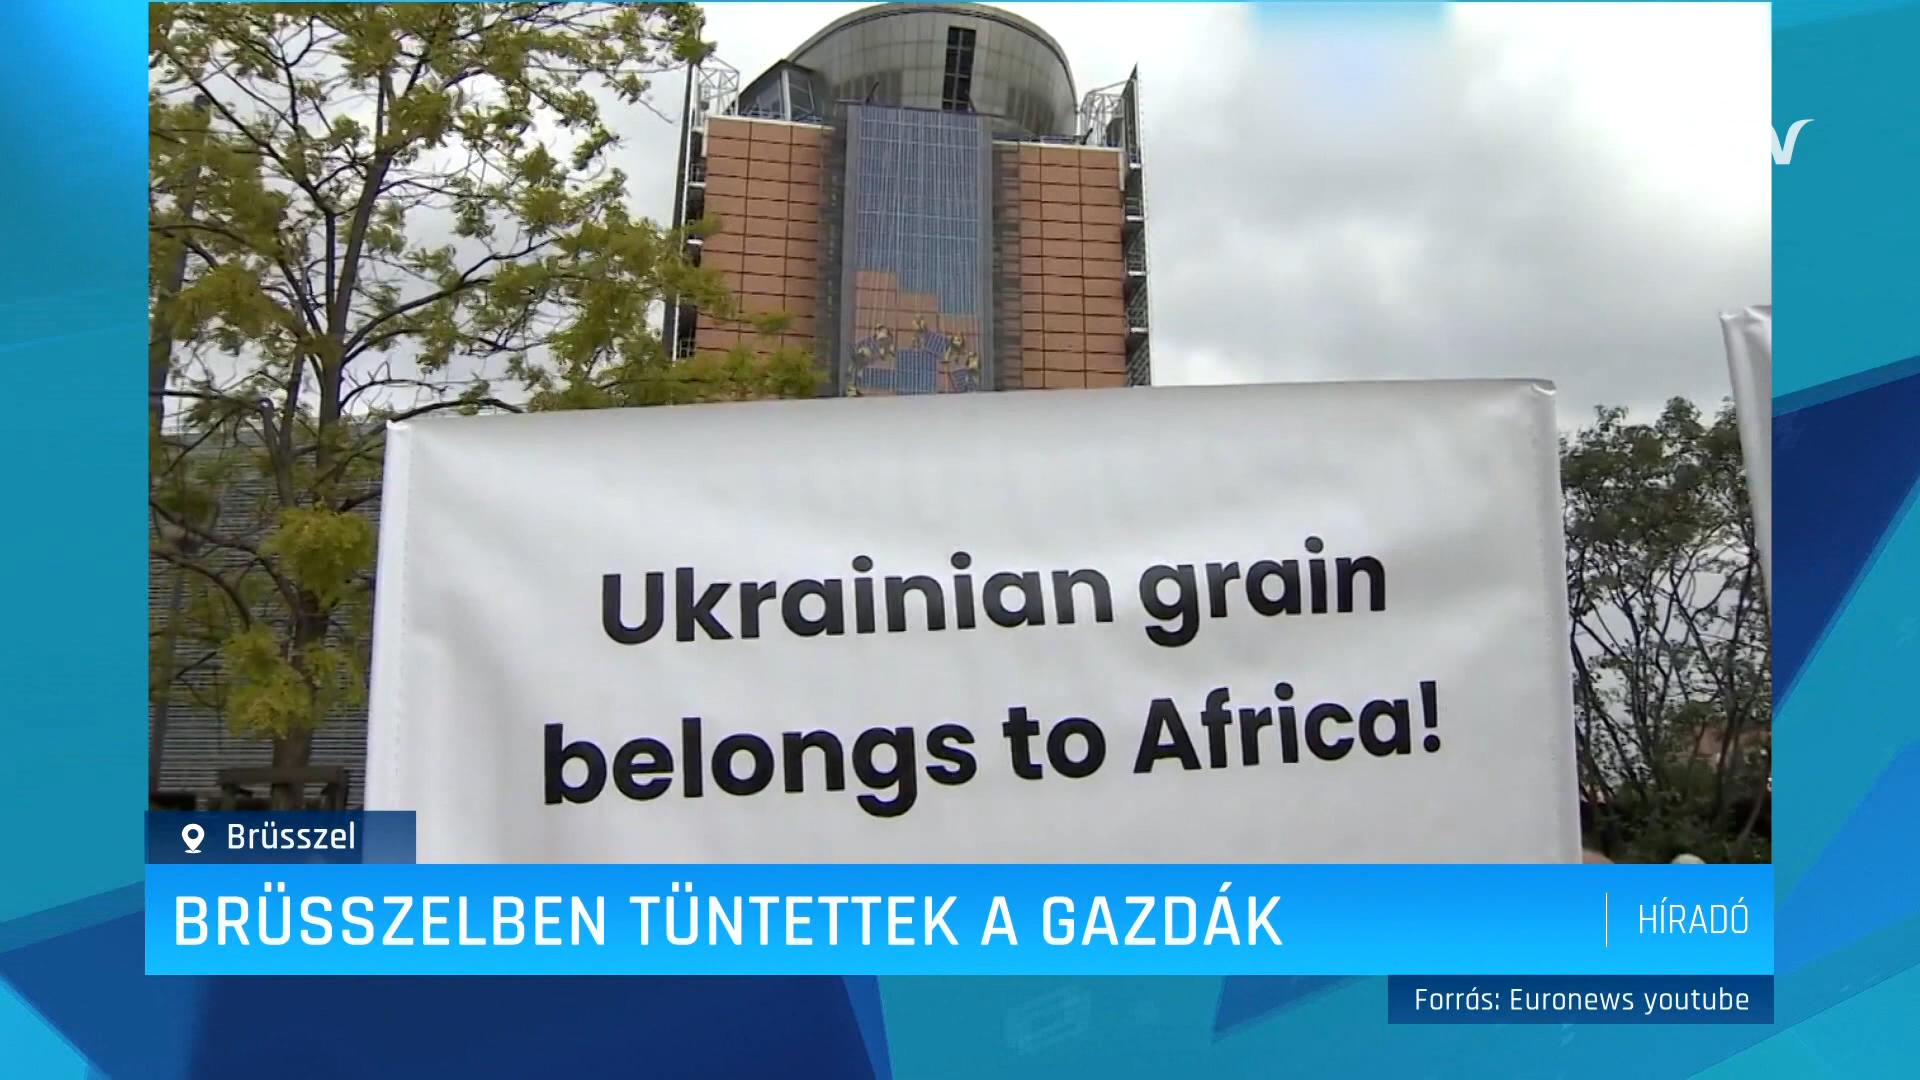 Ukrainian grain
belongs to Africa!
Brüsszel
BRÜSSZELBEN TÜNTETTEK A GAZDÁK
HÍRADÓ
Forrás: Euronews youtube